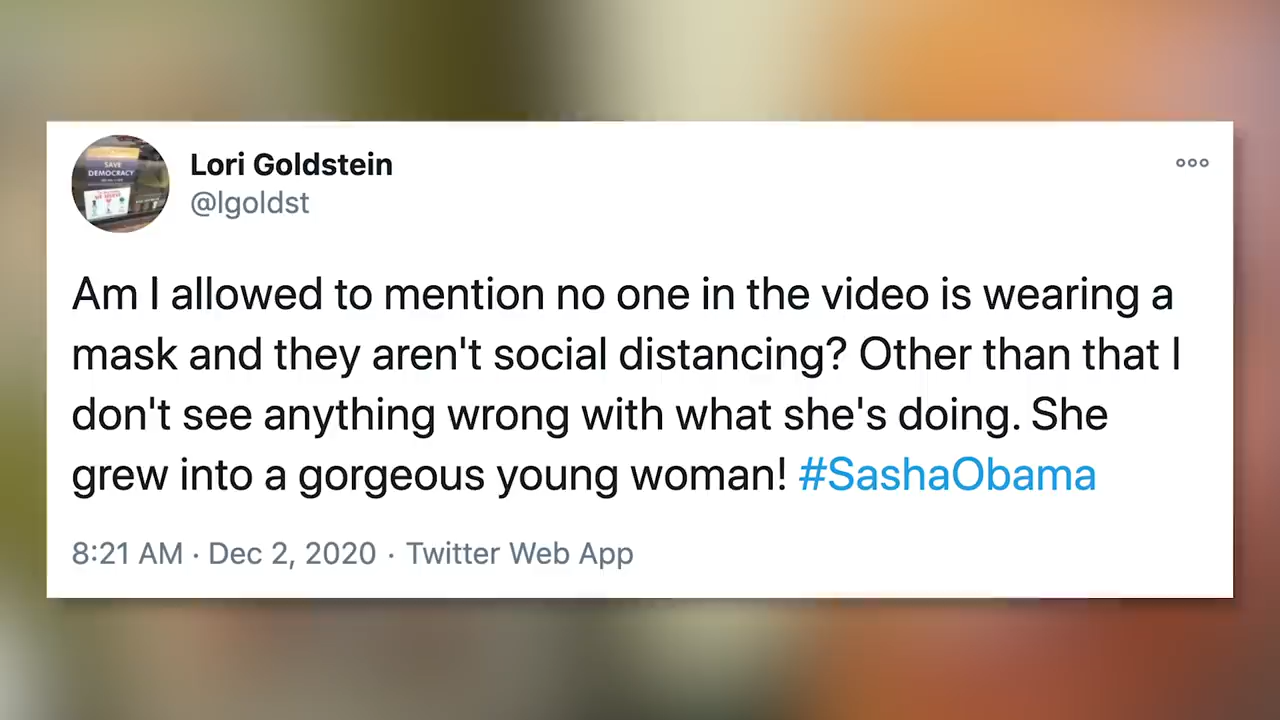 SAVE
DEMOCRACY
Lori Goldstein
@lgoldst
Am I allowed to mention no one in the video is wearing a
mask and they aren't social distancing? Other than that I
don't see anything wrong with what she's doing. She
grew into a gorgeous young woman! #SashaObama
8:21 AM · Dec 2, 2020 · Twitter Web App